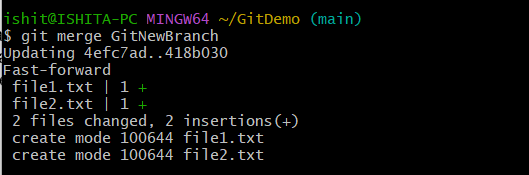 ishit@ISHITA-PC MINGW64 ~/GitDemo (main)
$ git merge GitNewBranch
Updating 4efc7ad..418b030
Fast-forward
 file1.txt | 1 +
 file2.txt | 1 +
 2 files changed, 2 insertions(+)
 create mode 100644 file1.txt
 create mode 100644 file2.txt